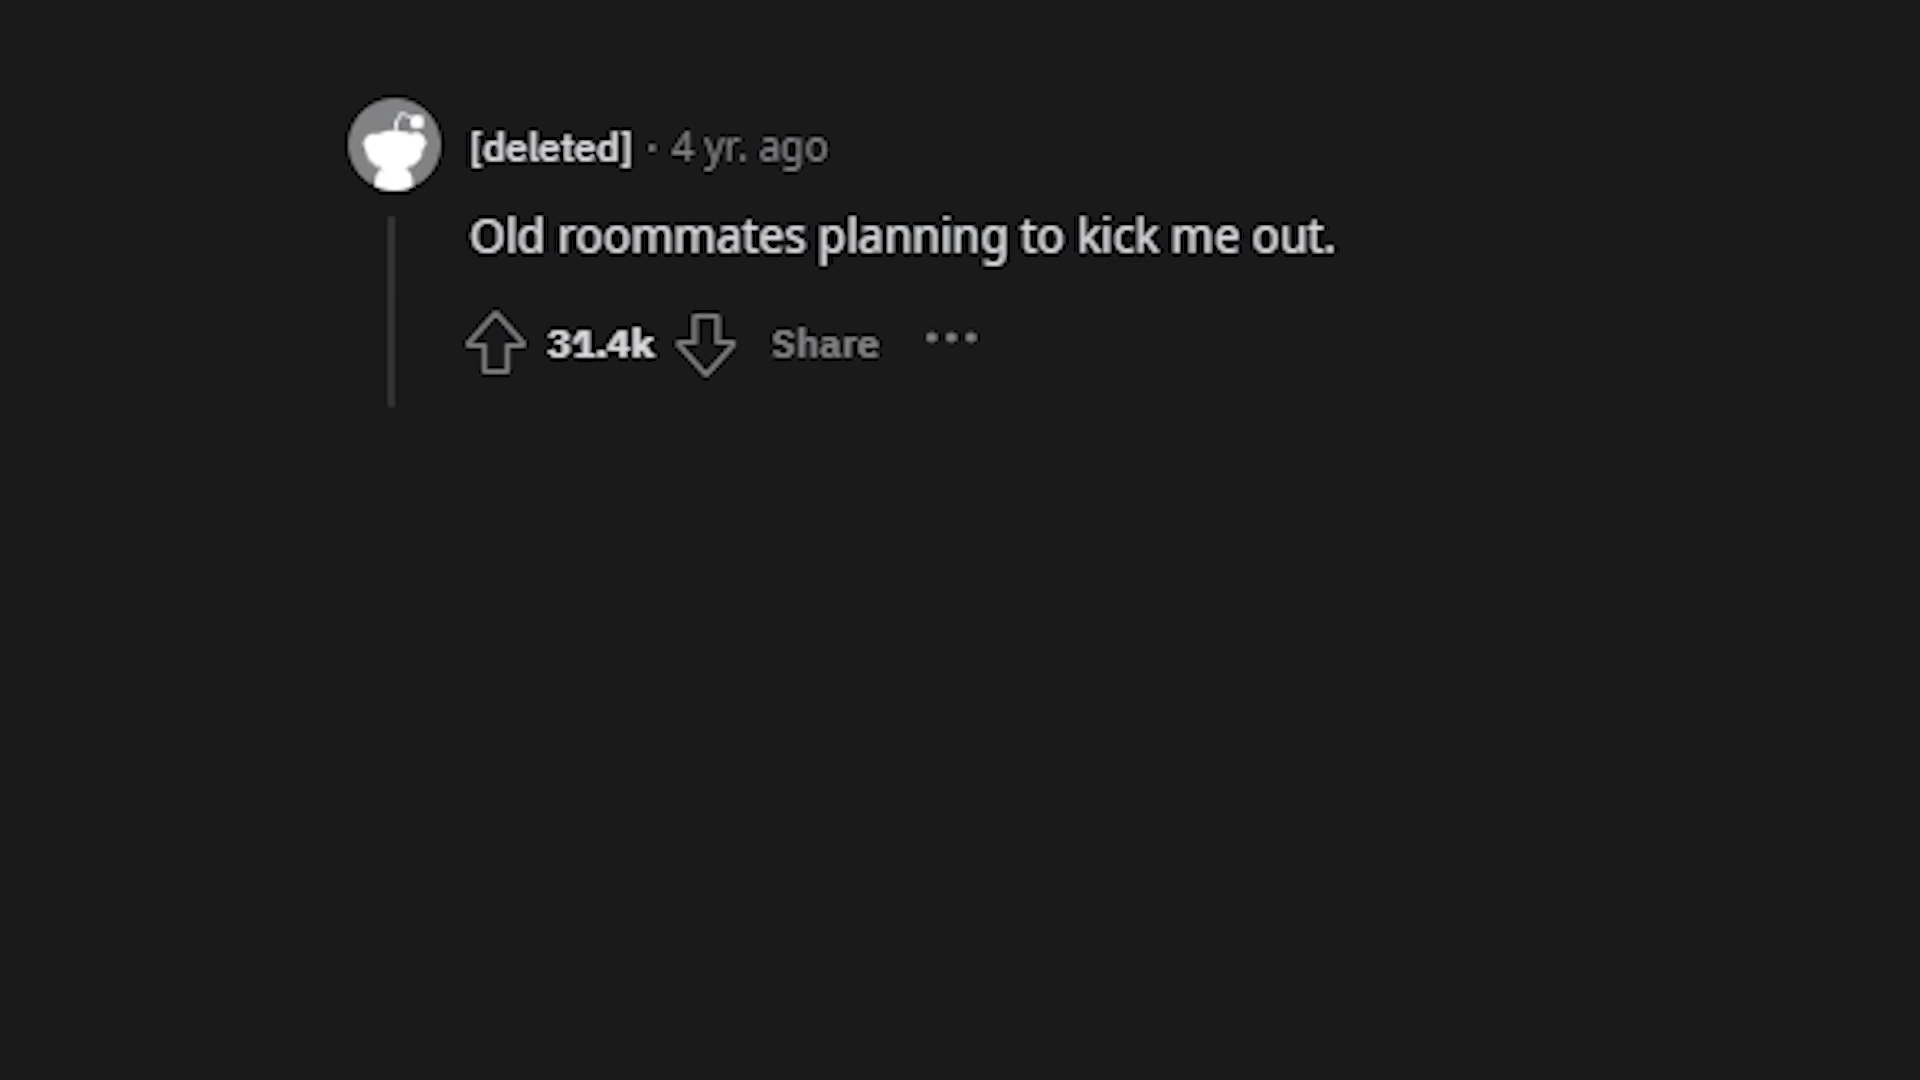 [deleted] · 4 yr. ago
Old roommates planning to kick me out.
31.4k Share ···